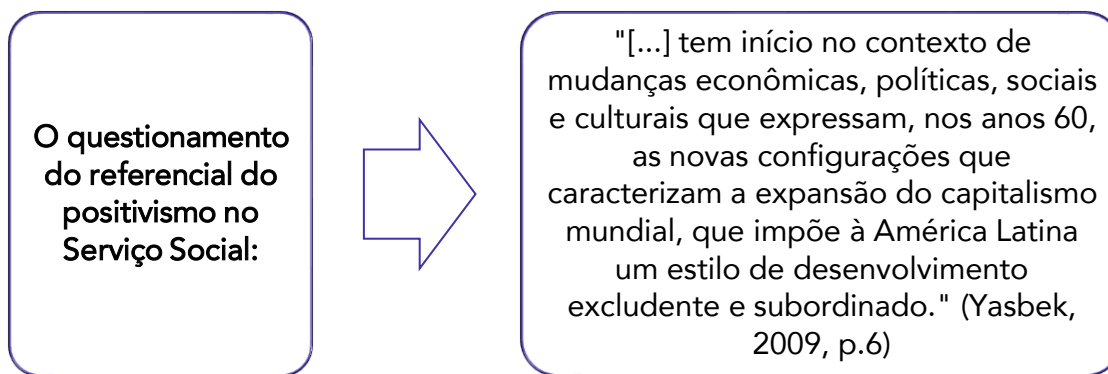 O questionamento
do referencial do
positivismo no
Serviço Social:
"[...] tem início no contexto de
mudanças econômicas, políticas, sociais
e culturais que expressam, nos anos 60,
as novas configurações que
caracterizam a expansão do capitalismo
mundial, que impõe à América Latina
um estilo de desenvolvimento
excludente e subordinado." (Yasbek,
2009, p.6)